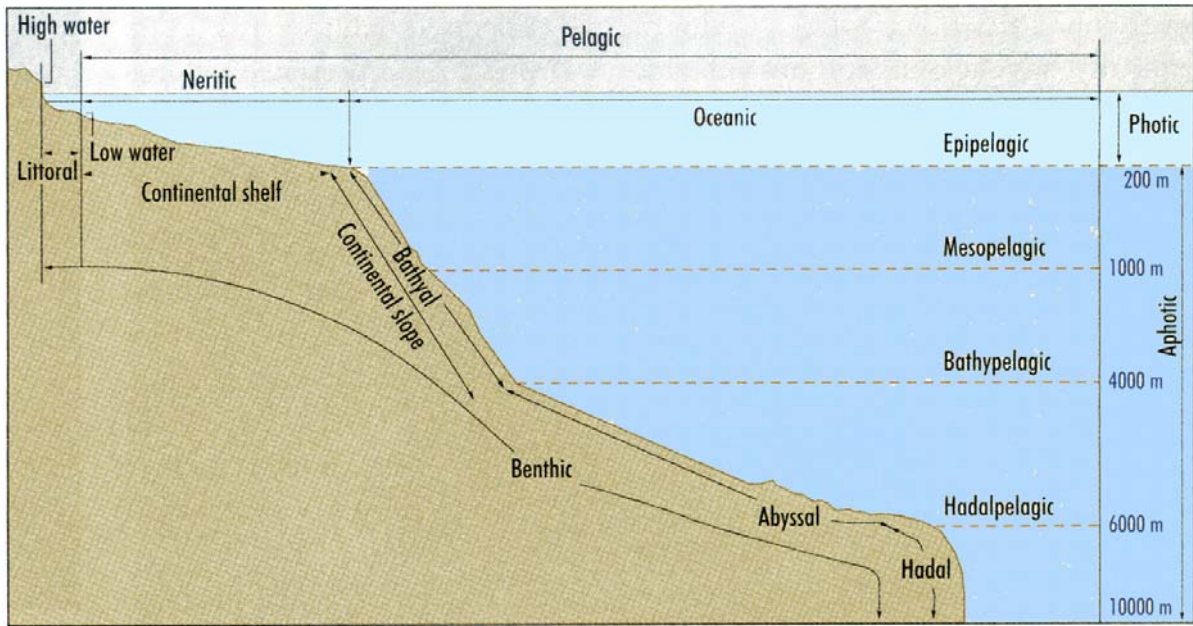 High water
Pelagic
Neritic
Oceanic
Photic
Epipelagic
Low water
Littoral
200 m
Continental shelf
Mesopelagic
1000 m
Bathyal
Continental slope
Aphotic
Bathypelagic
4000 m
Benthic
Hadalpelagic
Abyssal
6000 m
Hadal
10000 m